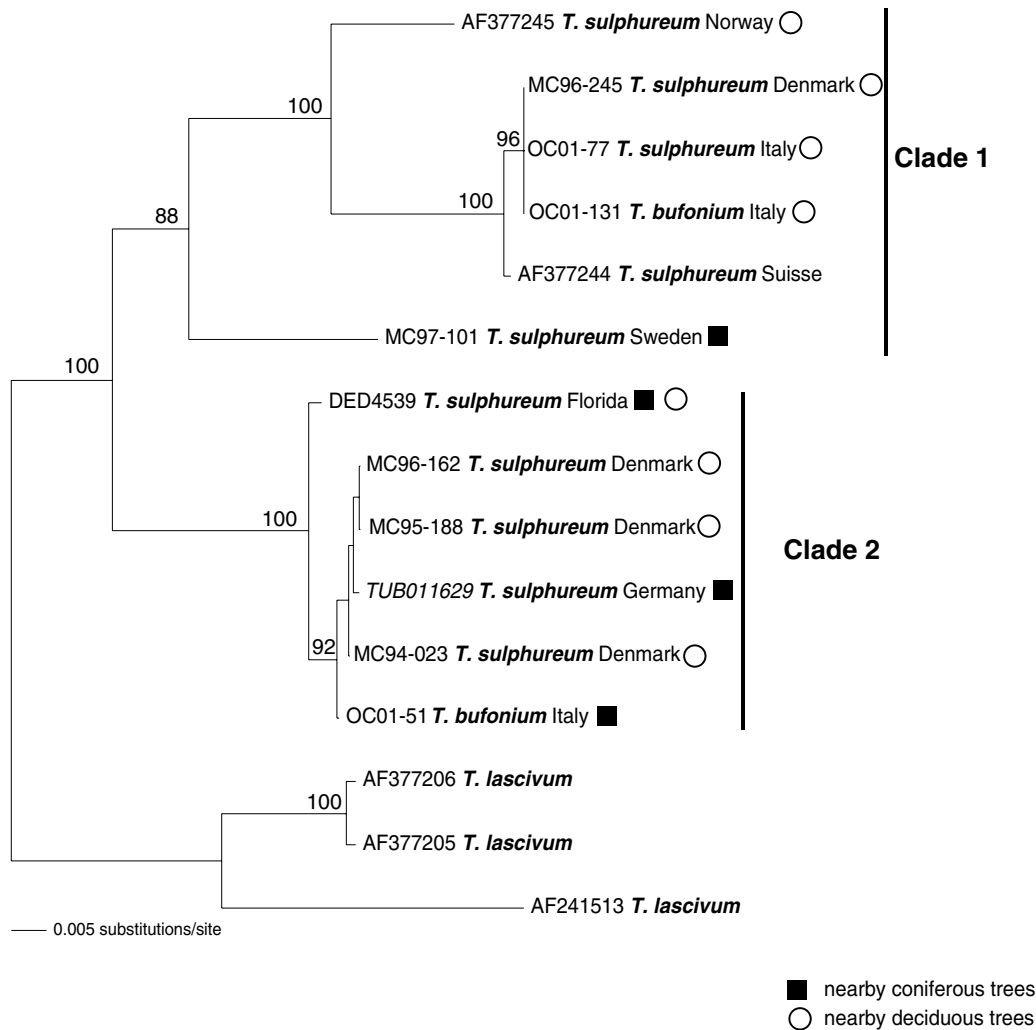 AF377245 T. sulphureum Norway
100
MC96-245 T. sulphureum Denmark
96
OC01-77 T. sulphureum Italy
Clade 1
100
OC01-131 T. bufonium Italy
88
AF377244 T. sulphureum Suisse
MC97-101 T. sulphureum Sweden
100
DED4539 T. sulphureum Florida
MC96-162 T. sulphureum Denmark
100
MC95-188 T. sulphureum Denmark
Clade 2
TUB011629 T. sulphureum Germany
92
MC94-023 T. sulphureum Denmark
OC01-51 T. bufonium Italy
AF377206 T. lascivum
100
AF377205 T. lascivum
AF241513 T. lascivum
0.005 substitutions/site
nearby coniferous trees
nearby deciduous trees